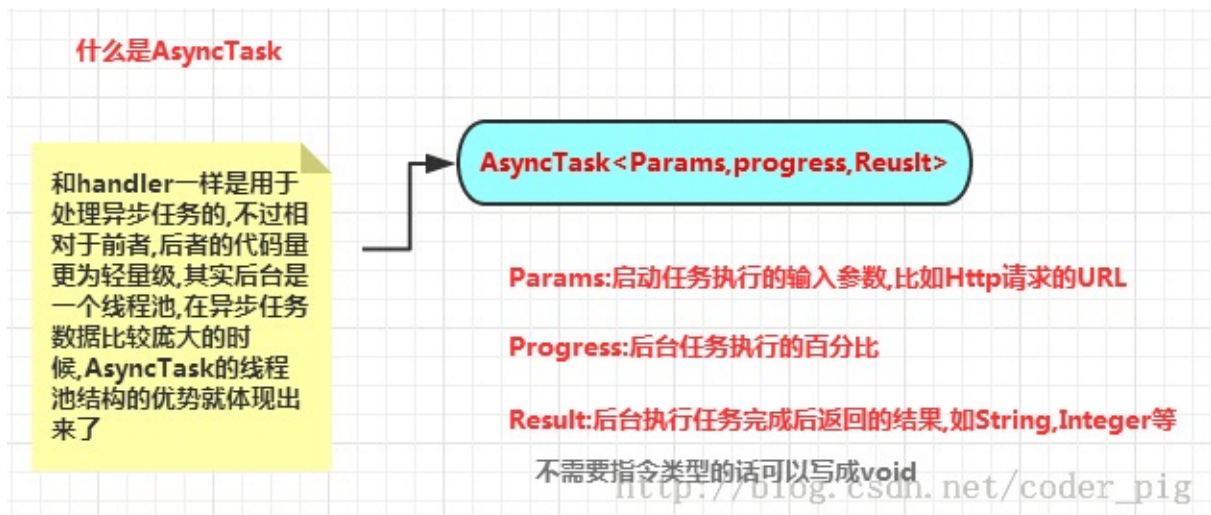 什么是AsyncTask
和handler一样是用于
处理异步任务的,不过相
对于前者,后者的代码量
更为轻量级,其实后台是
一个线程池,在异步任务
数据比较庞大的时
候,AsyncTask的线程
池结构的优势就体现出
来了
AsyncTask<Params,progress,Reuslt>
Params:启动任务执行的输入参数,比如Http请求的URL
Progress:后台任务执行的百分比
Result:后台执行任务完成后返回的结果,如String,Integer等
不需要指令类型的话可以写成void
http://blog.csdn.net/coder_pig